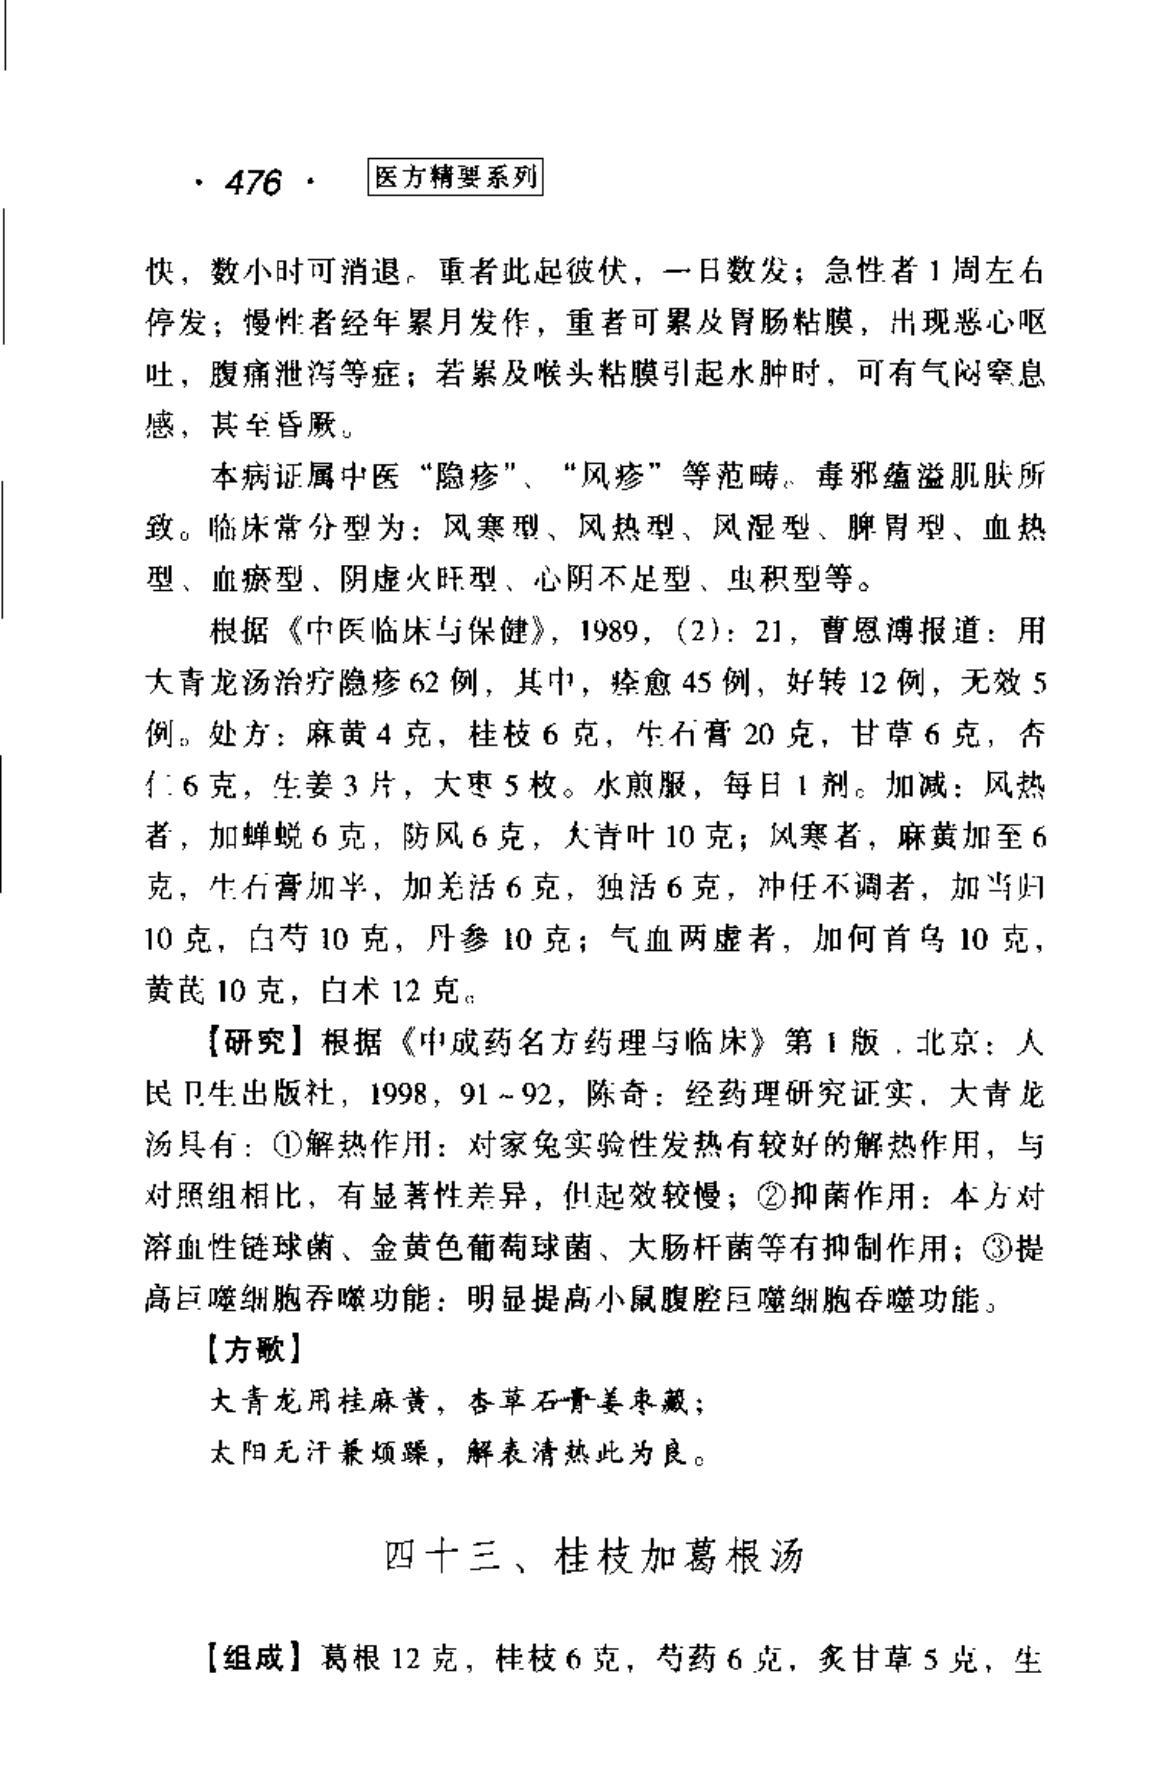 · 476 · 医方精要系列
快，数小时可消退。重者此起彼伏，一日数发；急性者1周左右
停发；慢性者经年累月发作，重者可累及胃肠粘膜，出现恶心呕
吐，腹痛泄泻等症；若累及喉头粘膜引起水肿时，可有气闷窒息
感，甚至昏厥。
本病证属中医“隐疹”、“风疹”等范畴。毒邪蕴溢肌肤所
致。临床常分型为：风寒型、风热型、风湿型、脾胃型、血热
型、血瘀型、阴虚火旺型、心阴不足型、虫积型等。
根据《中医临床与保健》，1989，（2）：21，曹恩溥报道：用
大青龙汤治疗隐疹62例，其中，痊愈45例，好转12例，无效5
例。处方：麻黄4克，桂枝6克，生石膏20克，甘草6克，杏
仁6克，生姜3片，大枣5枚。水煎服，每日1剂。加减：风热
者，加蝉蜕6克，防风6克，大青叶10克；风寒者，麻黄加至6
克，生石膏加半，加羌活6克，独活6克，冲任不调者，加当归
10克，白芍10克，丹参10克；气血两虚者，加何首乌10克，
黄芪10克，白术12克。
【研究】根据《中成药名方药理与临床》第1版．北京：人
民卫生出版社，1998，91～92，陈奇：经药理研究证实，大青龙
汤具有：①解热作用：对家兔实验性发热有较好的解热作用，与
对照组相比，有显著性差异，但起效较慢；②抑菌作用：本方对
溶血性链球菌、金黄色葡萄球菌、大肠杆菌等有抑制作用；③提
高巨噬细胞吞噬功能：明显提高小鼠腹腔巨噬细胞吞噬功能。
【方歌】
大青龙用桂麻黄，杏草石膏姜枣藏；
太阳无汗兼烦躁，解表清热此为良。
四十三、桂枝加葛根汤
【组成】葛根12克，桂枝6克，芍药6克，炙甘草5克，生